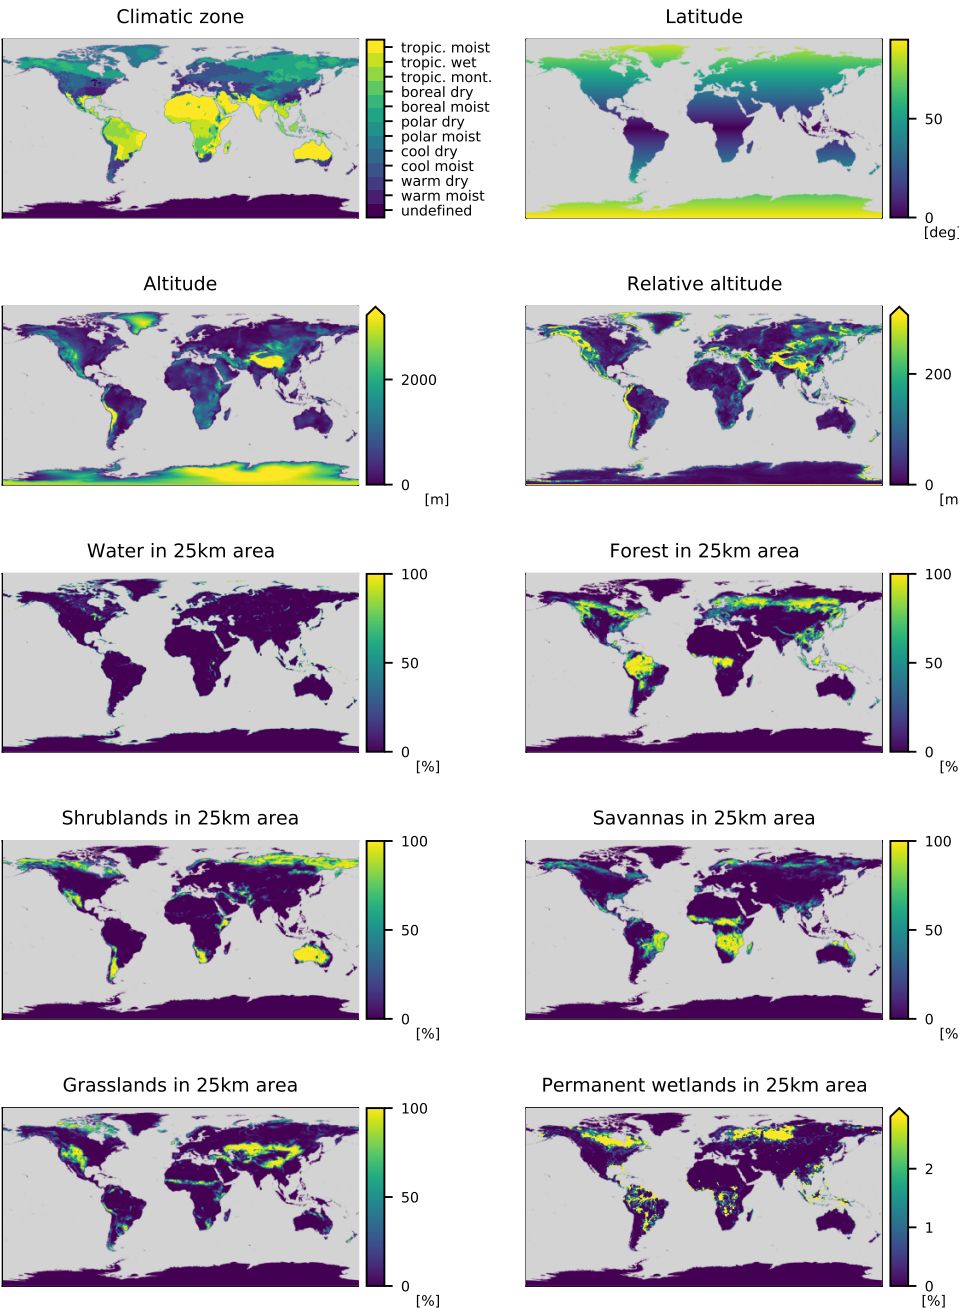 Climatic zone
tropic. moist
tropic. wet
tropic. mont.
boreal dry
boreal moist
polar dry
polar moist
cool dry
cool moist
warm dry
warm moist
undefined
Latitude
50
0
[deg]
Altitude
2000
0
[m]
Relative altitude
200
0
[m
Water in 25km area
100
50
0
[%]
Forest in 25km area
100
50
0
[%
Shrublands in 25km area
100
50
0
[%]
Savannas in 25km area
100
50
0
[%
Grasslands in 25km area
100
50
0
[%]
Permanent wetlands in 25km area
2
1
0
[%]